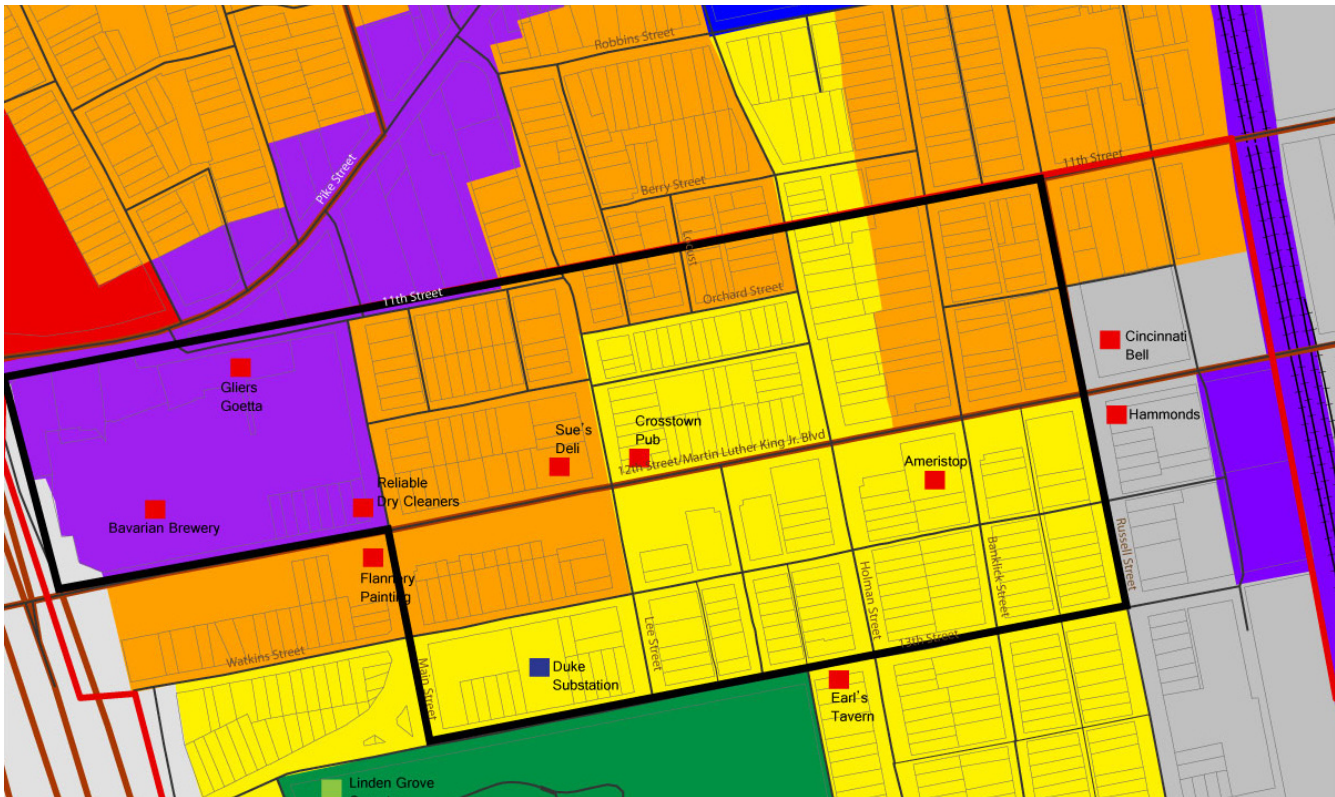 Robbins Street
11th Street
Pike Street
Berry Street
Locust
11th Street
Orchard Street
Cincinnati
Bell
Gliers
Goetta
Hammonds
Sue's
Deli
Crosstown
Pub
12th Street/Martin Luther King Jr. Blvd
Ameristop
Reliable
Dry Cleaners
Bavarian Brewery
Flannery
Painting
Russell Street
Banklick Street
Holman Street
Lee Street
13th Street
Watkins Street
Main Street
Duke
Substation
Earl's
Tavern
Linden Grove